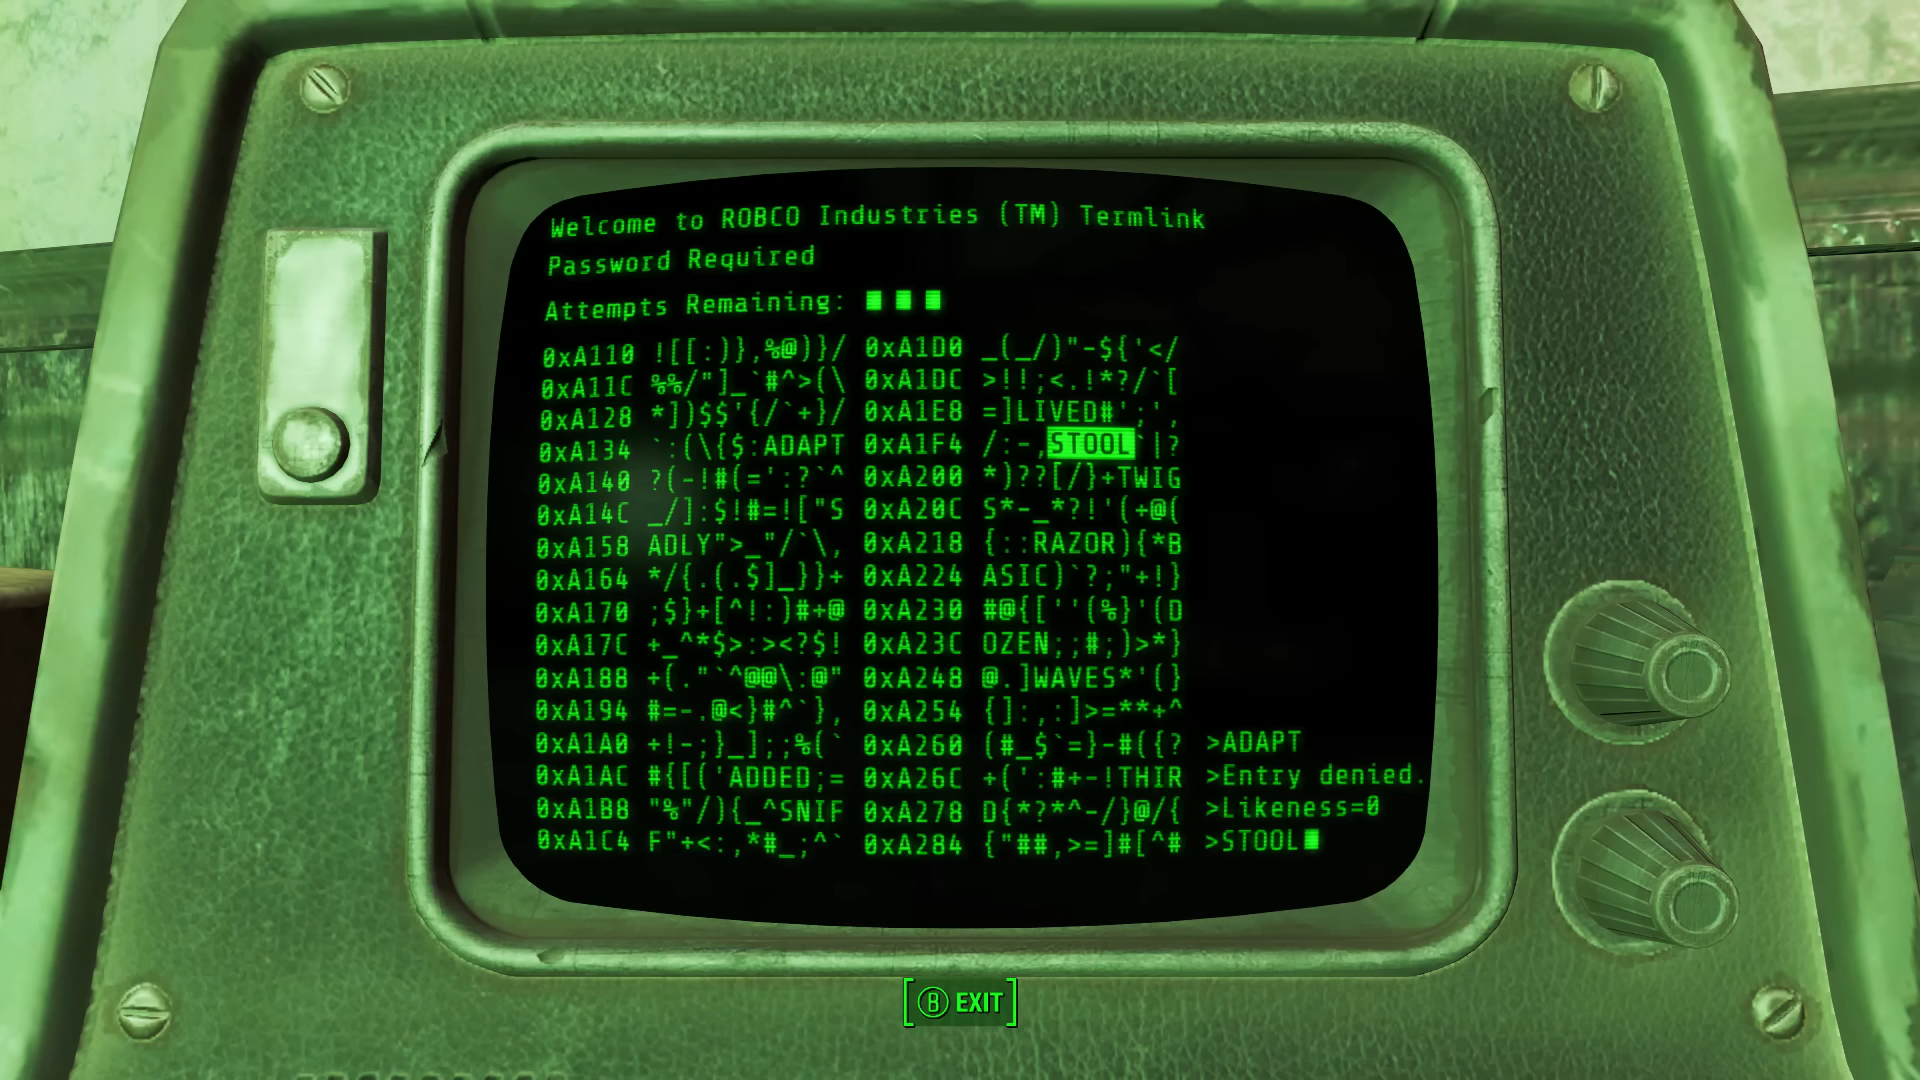 Welcome to ROBCO Industries (TM) Termlink
Password Required
Attempts Remaining: ■ ■ ■
0xA110 ![[:)},%@)}/ 0xA1D0 _(_/)"-${'</
0xA11C %%/"]_`#^>(\ 0xA1DC >!!;<.!*?/`[
0xA128 *])$$'{/`+}/ 0xA1E8 =]LIVED#';',
0xA134 `:(\{$:ADAPT 0xA1F4 /:-,STOOL`|?
0xA140 ?(-!#(=':?`^ 0xA200 *)??[/}+TWIG
0xA14C _/]:$!#=!["S 0xA20C S*-_*?!'(+@(
0xA158 ADLY">_"/`\, 0xA218 {::RAZOR){*B
0xA164 */{.(.$]_}}+ 0xA224 ASIC)`?;"+!}
0xA170 ;$}+[^!:)#+@ 0xA230 #@{[''(%}'(D
0xA17C +_^*$>:><?$! 0xA23C OZEN;;#;)>*}
0xA188 +(."`^@@\:@" 0xA248 @.]WAVES*'(}
0xA194 #=-.@<}#^`}, 0xA254 {]:,:]>=**+^
0xA1A0 +!-;}_];;%(` 0xA260 (#_$`=}-#({?
0xA1AC #{[('ADDED;= 0xA26C +(':#+-!THIR
0xA1B8 "%"/){_^SNIF 0xA278 D{*?*^-/}@/{
0xA1C4 F"+<:,*#_;^` 0xA284 {"##,>=]#[^#
>ADAPT
>Entry denied.
>Likeness=0
>STOOL■
[Ⓑ EXIT]